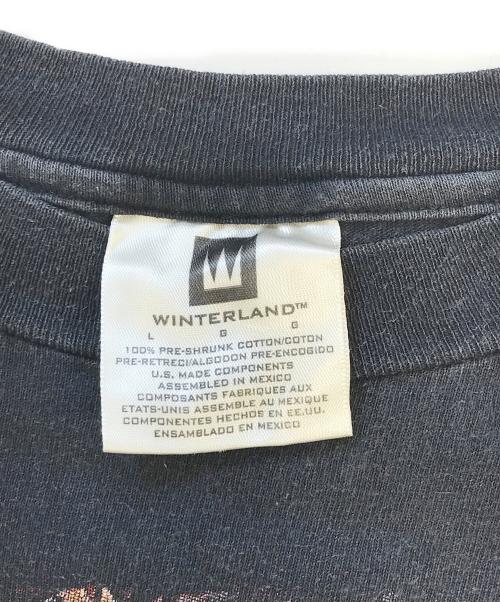 WINTERLAND™
L G G
100% PRE-SHRUNK COTTON/COTON
PRE-RETRECI/ALGODON PRE-ENCOGIDO
U.S. MADE COMPONENTS
ASSEMBLED IN MEXICO
COMPOSANTS FABRIQUES AUX
ETATS-UNIS ASSEMBLE AU MEXIQUE
COMPONENTES HECHOS EN EE.UU.
ENSAMBLADO EN MEXICO